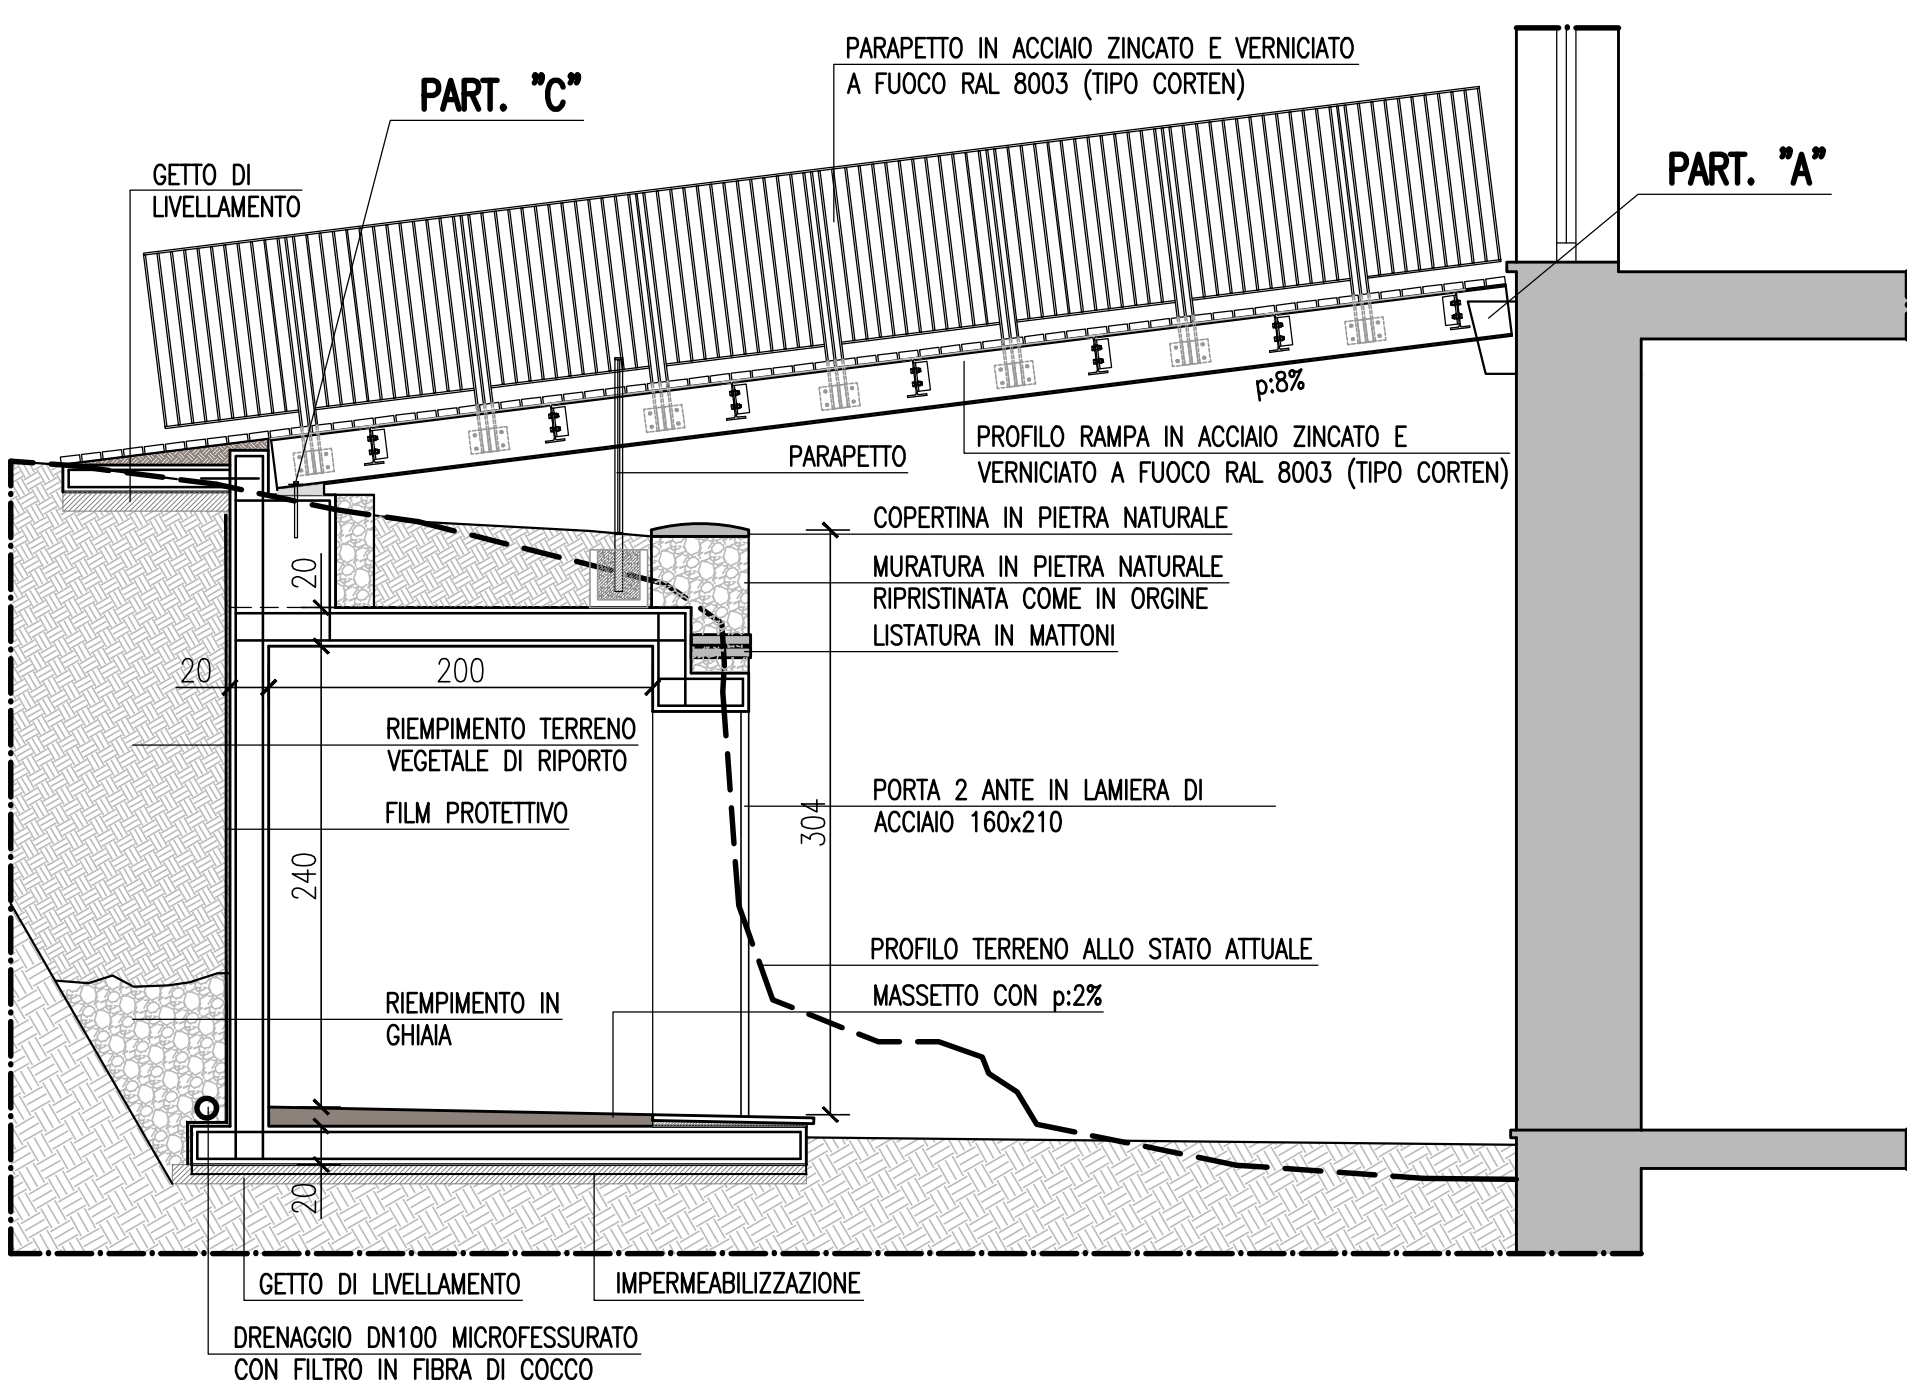 PARAPETTO IN ACCIAIO ZINCATO E VERNICIATO
A FUOCO RAL 8003 (TIPO CORTEN)
PART. "C"
PART. "A"
GETTO DI
LIVELLAMENTO
p:8%
PROFILO RAMPA IN ACCIAIO ZINCATO E
VERNICIATO A FUOCO RAL 8003 (TIPO CORTEN)
PARAPETTO
COPERTINA IN PIETRA NATURALE
MURATURA IN PIETRA NATURALE
RIPRISTINATA COME IN ORGINE
LISTATURA IN MATTONI
20
20
200
RIEMPIMENTO TERRENO
VEGETALE DI RIPORTO
FILM PROTETTIVO
PORTA 2 ANTE IN LAMIERA DI
ACCIAIO 160x210
304
240
PROFILO TERRENO ALLO STATO ATTUALE
MASSETTO CON p:2%
RIEMPIMENTO IN
GHIAIA
20
GETTO DI LIVELLAMENTO
IMPERMEABILIZZAZIONE
DRENAGGIO DN100 MICROFESSURATO
CON FILTRO IN FIBRA DI COCCO